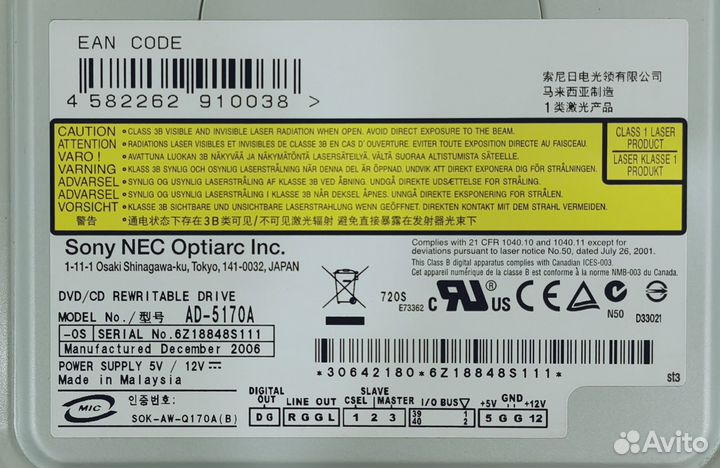 EAN CODE
4 582262 910038 >
索尼日电光领有限公司
马来西亚制造
1类激光产品
CAUTION • CLASS 3B VISIBLE AND INVISIBLE LASER RADIATION WHEN OPEN. AVOID DIRECT EXPOSURE TO THE BEAM.
ATTENTION • RADIATIONS LASER VISIBLES ET INVISIBLES DE CLASSE 3B EN CAS D'OUVERTURE. EVITER TOUTE EXPOSITION DIRECTE AU FAISCEAU.
VARO! • AVATTUNA LUOKAN 3B NÄKYVÄÄ JA NÄKYMÄTÖNTÄ LASERSÄTEILYÄ. VÄLTÄ SUORAA ALTISTUMISTA SÄTEELLE.
VARNING • KLASS 3B SYNLIG OCH OSYNLIG LASERSTRÅLNING NÄR DENNA DEL ÄR ÖPPNAD. UNDVIK ATT DIREKT EXPONERA DIG FÖR STRÅLNINGEN.
ADVARSEL • SYNLIG OG USYNLIG LASERSTRÅLING AF KLASSE 3B VED ÅBNING. UNDGÅ DIREKTE UDSÆTTELSE FOR STRÅLING.
ADVARSEL • SYNLIG OG USYNLIG LASERSTRÅLING I KLASSE 3B NÅR DEKSEL ÅPNES. UNNGÅ DIREKTE EKSPONERING FOR STRÅLEN.
VORSICHT • KLASSE 3B SICHTBARE UND UNSICHTBARE LASERSTRAHLUNG, WENN GEÖFFNET. DIREKTEN KONTAKT MIT DEM STRAHL VERMEIDEN.
警告 • 通电状态下存在3B类可见/不可见激光辐射 避免直接暴露在发射器光束下
CLASS 1 LASER
PRODUCT
LASER KLASSE 1
PRODUKT
Sony NEC Optiarc Inc.
1-11-1 Osaki Shinagawa-ku, Tokyo, 141-0032, JAPAN
Complies with 21 CFR 1040.10 and 1040.11 except for
deviations pursuant to laser notice No.50, dated July 26, 2001.
This Class B digital apparatus complies with Canadian ICES-003.
Cet appareil numérique de la classe B est conforme à la norme NMB-003 du Canada.
DVD/CD REWRITABLE DRIVE
MODEL No./型号 AD-5170A
-0S SERIAL No.6Z18848S111
Manufactured December 2006
POWER SUPPLY 5V / 12V
Made in Malaysia
720S
E73362
c RU US CE
N50
D33021
*30642180*6Z18848S111*
st3
MIC
인증번호:
SOK-AW-Q170A(B)
DIGITAL OUT LINE OUT SLAVE CSEL MASTER I/O BUS +5V GND +12V
DG RGGL 1 2 3 39 40 1 2 5 GG 12
Avito